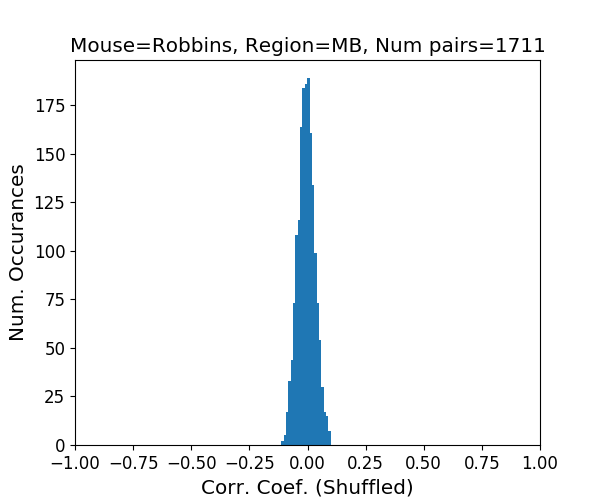 Mouse=Robbins, Region=MB, Num pairs=1711
Num. Occurances
175
150
125
100
75
50
25
0
−1.00 −0.75 −0.50 −0.25 0.00 0.25 0.50 0.75 1.00
Corr. Coef. (Shuffled)